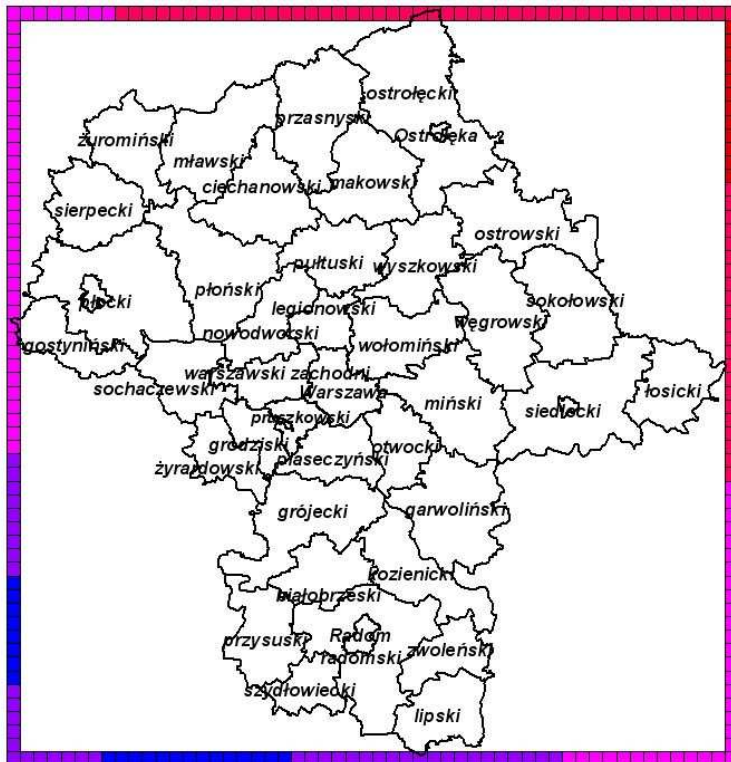 ostrołęcki
przasnyski
Ostrołęka
żuromiński
mławski
ciechanowski
makowski
sierpecki
ostrowski
pułtuski
wyszkowski
płoński
płocki
sokołowski
legionowski
nowodworski
węgrowski
wołomiński
gostyniński
warszawski zachodni
sochaczewski
Warszawa
łosicki
miński
siedlecki
pruszkowski
grodziski
otwocki
piaseczyński
żyrardowski
grójecki
garwoliński
kozienicki
białobrzeski
przysuski
Radom
radomski
zwoleński
szydłowiecki
lipski